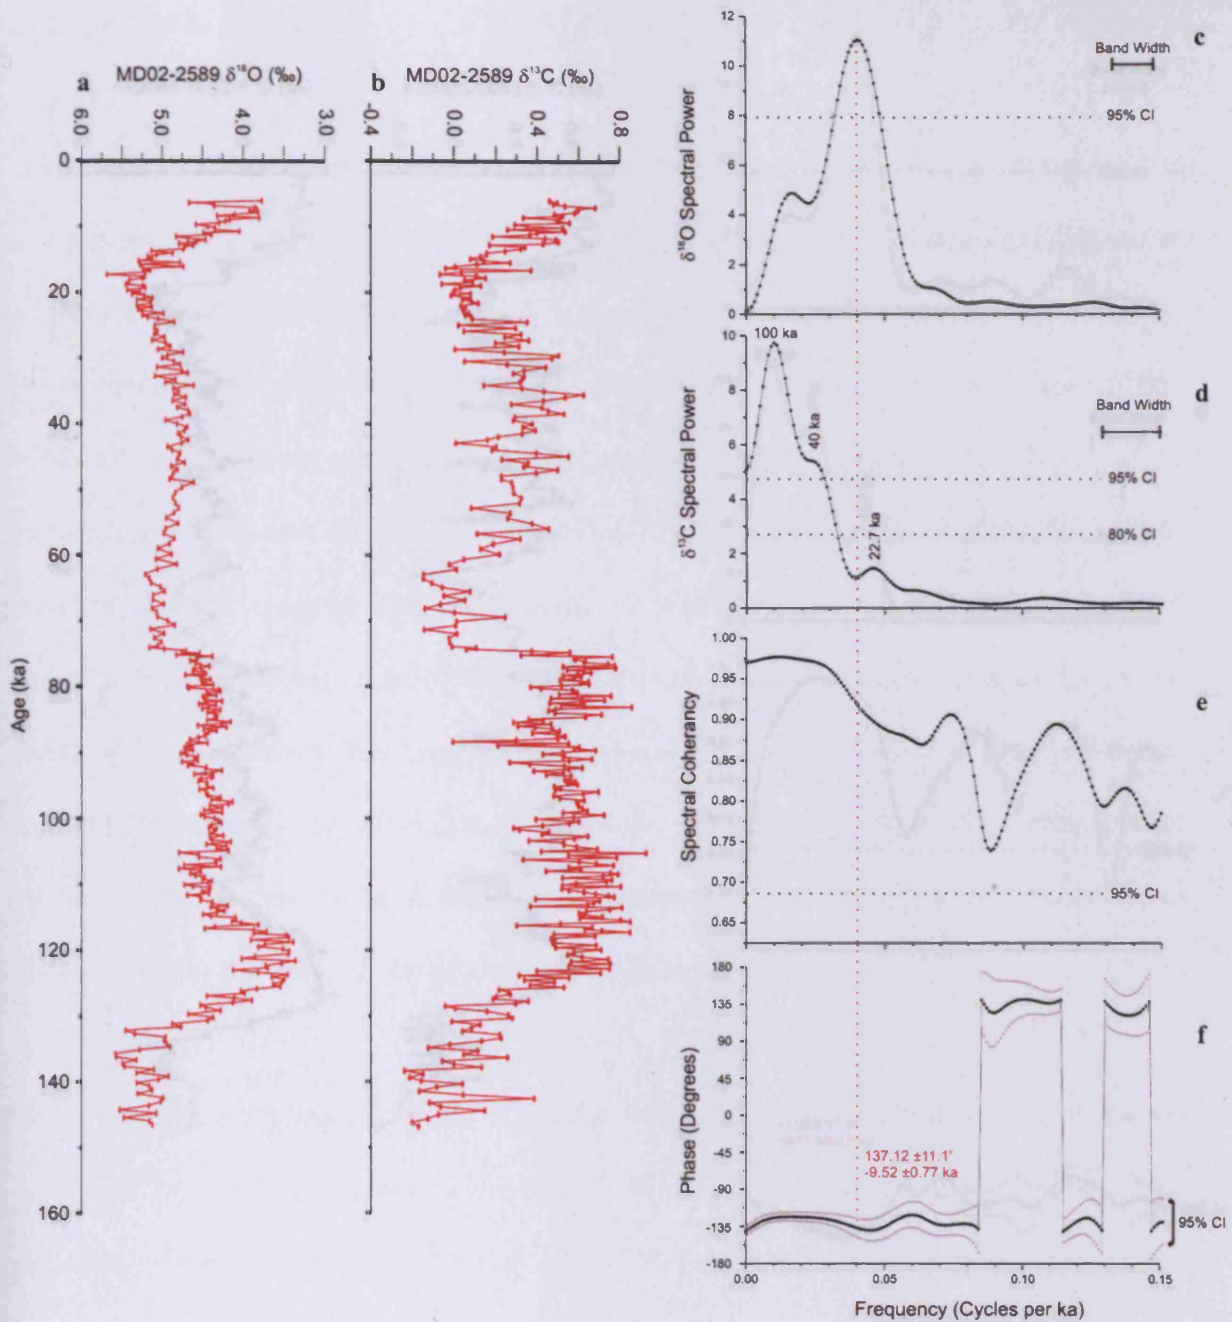 a
MD02-2589 δ¹⁸O (‰)
6.0
5.0
4.0
3.0
b
MD02-2589 δ¹³C (‰)
-0.4
0.0
0.4
0.8
Age (ka)
0
20
40
60
80
100
120
140
160
c
δ¹⁸O Spectral Power
12
10
8
6
4
2
0
Band Width
95% CI
d
δ¹³C Spectral Power
10
8
6
4
2
0
100 ka
40 ka
22.7 ka
Band Width
95% CI
80% CI
e
Spectral Coherancy
1.00
0.95
0.90
0.85
0.80
0.75
0.70
0.65
95% CI
f
Phase (Degrees)
180
135
90
45
0
-45
-90
-135
-180
137.12 ±11.1°
-9.52 ±0.77 ka
95% CI
0.00
0.05
0.10
0.15
Frequency (Cycles per ka)